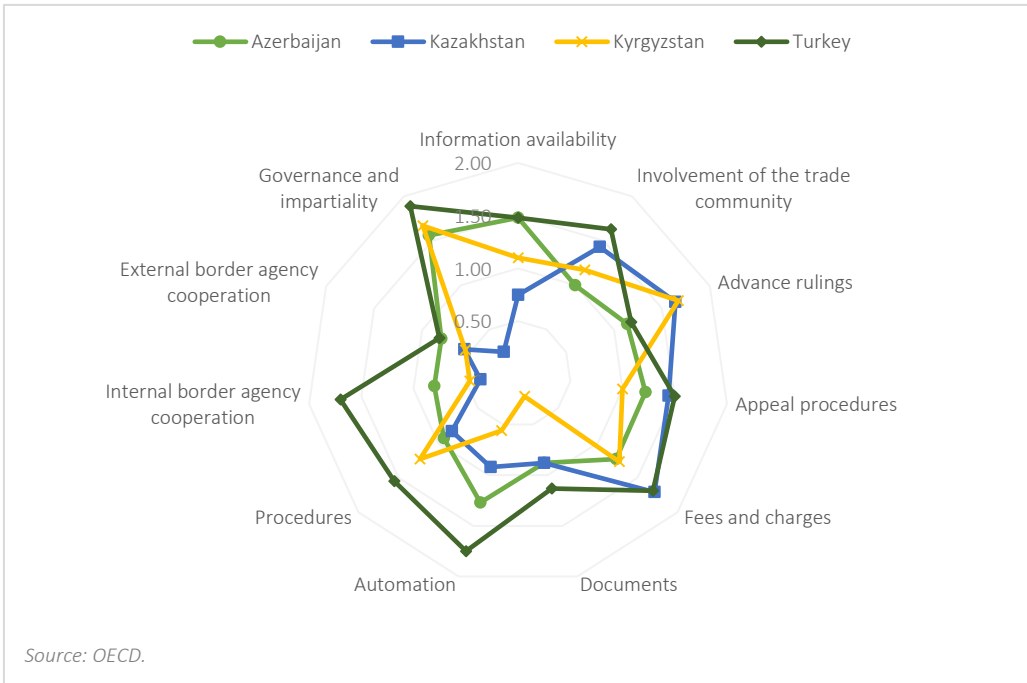 Azerbaijan Kazakhstan Kyrgyzstan Turkey
Information availability
2.00
Governance and
impartiality
Involvement of the trade
community
1.50
External border agency
cooperation
1.00
Advance rulings
0.50
Internal border agency
cooperation
Appeal procedures
Procedures
Fees and charges
Automation
Documents
Source: OECD.